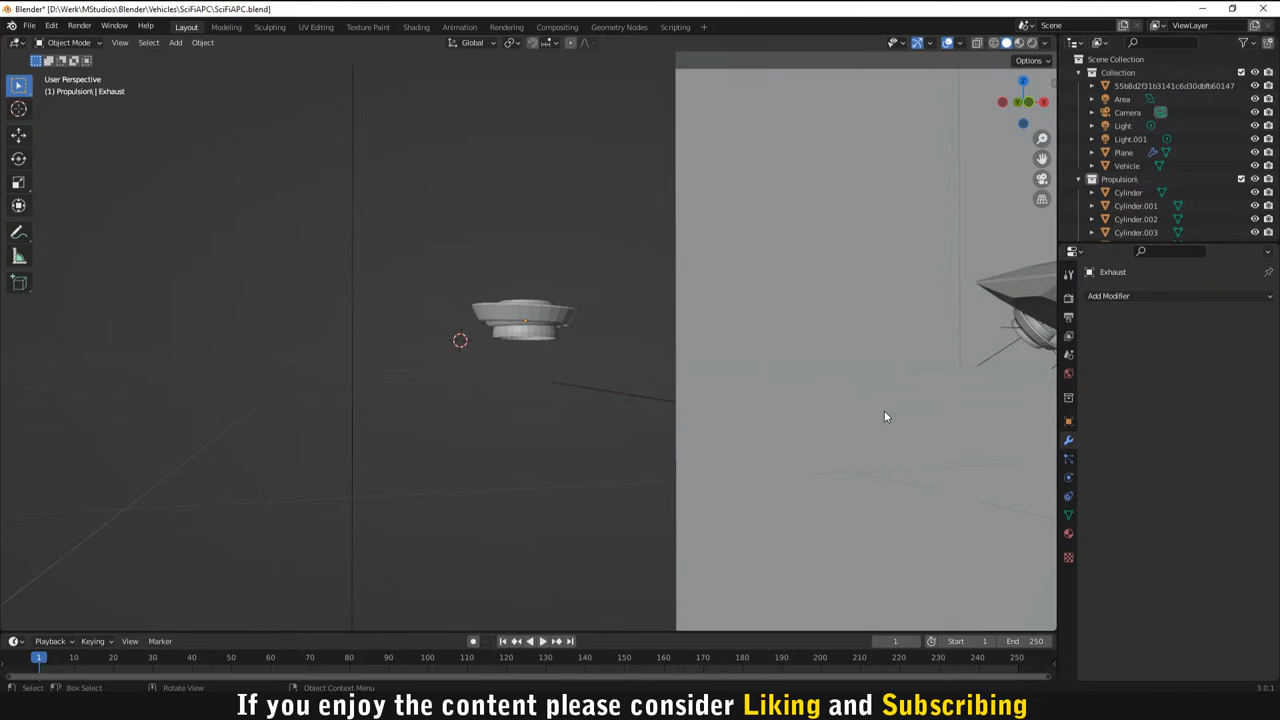 Blender* [D:\Werk\MStudios\Blender\Vehicles\SciFiAPC\SciFiAPC.blend]
File Edit Render Window Help Layout Modeling Sculpting UV Editing Texture Paint Shading Animation Rendering Compositing Geometry Nodes Scripting Scene ViewLayer
Object Mode View Select Add Object Global
Options
User Perspective
(1) Propulsion\ | Exhaust
Z
Y
X
Scene Collection
Collection
55b8d2f31b3141c6d30dbfb60147
Area
Camera
Light
Light.001
Plane
Vehicle
Propulsion\
Cylinder
Cylinder.001
Cylinder.002
Cylinder.003
Exhaust
Add Modifier
Playback Keying View Marker 1 Start 1 End 250
1 10 20 30 40 50 60 70 80 90 100 110 120 130 140 150 160 170 180 190 200 210 220 230 240 250
Select Box Select Rotate View Object Context Menu 3.0.1
If you enjoy the content please consider Liking and Subscribing